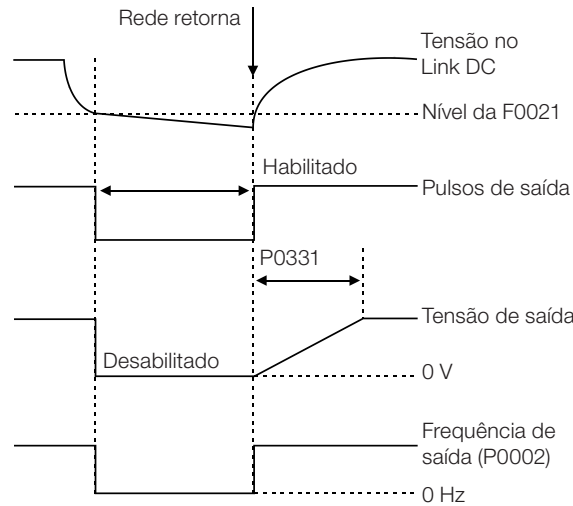 Rede retorna
Tensão no
Link DC
Nível da F0021
Habilitado
Pulsos de saída
P0331
Tensão de saída
Desabilitado
0 V
Frequência de
saída (P0002)
0 Hz